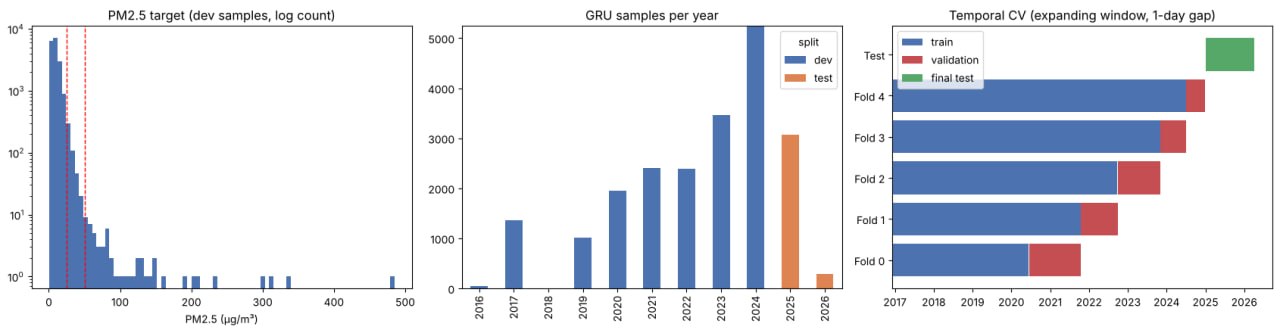 PM2.5 target (dev samples, log count)
10⁴
10³
10²
10¹
10⁰
0 100 200 300 400 500
PM2.5 (µg/m³)
GRU samples per year
5000
4000
3000
2000
1000
0
split
dev
test
2016 2017 2018 2019 2020 2021 2022 2023 2024 2025 2026
Temporal CV (expanding window, 1-day gap)
train
validation
final test
Test
Fold 4
Fold 3
Fold 2
Fold 1
Fold 0
2017 2018 2019 2020 2021 2022 2023 2024 2025 2026